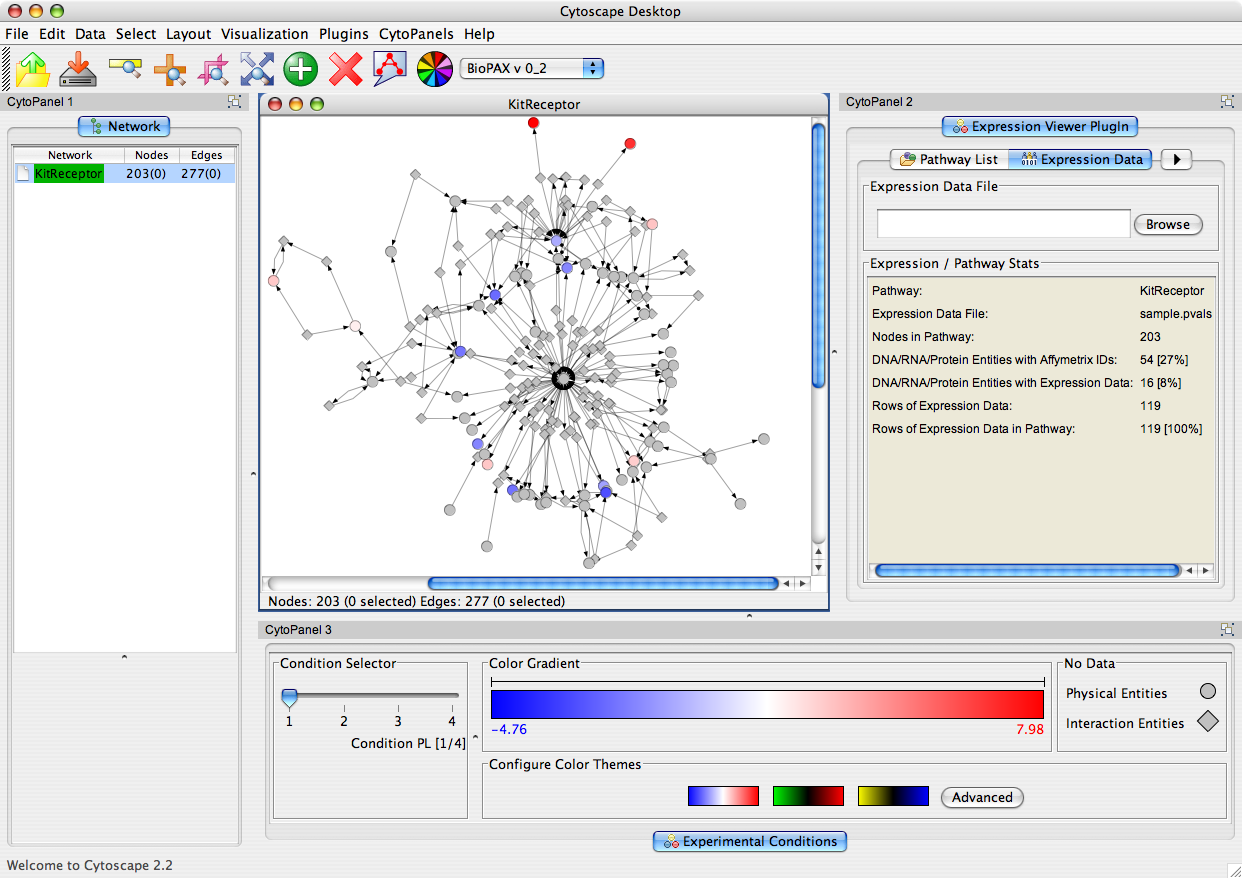 Cytoscape Desktop
File Edit Data Select Layout Visualization Plugins CytoPanels Help
BioPAX v 0_2
CytoPanel 1
Network
Network Nodes Edges
KitReceptor 203(0) 277(0)
KitReceptor
Nodes: 203 (0 selected) Edges: 277 (0 selected)
CytoPanel 2
Expression Viewer PlugIn
Pathway List Expression Data
Expression Data File
Browse
Expression / Pathway Stats
Pathway: KitReceptor
Expression Data File: sample.pvals
Nodes in Pathway: 203
DNA/RNA/Protein Entities with Affymetrix IDs: 54 [27%]
DNA/RNA/Protein Entities with Expression Data: 16 [8%]
Rows of Expression Data: 119
Rows of Expression Data in Pathway: 119 [100%]
CytoPanel 3
Condition Selector
1 2 3 4
Condition PL [1/4]
Color Gradient
-4.76 7.98
No Data
Physical Entities
Interaction Entities
Configure Color Themes
Advanced
Experimental Conditions
Welcome to Cytoscape 2.2